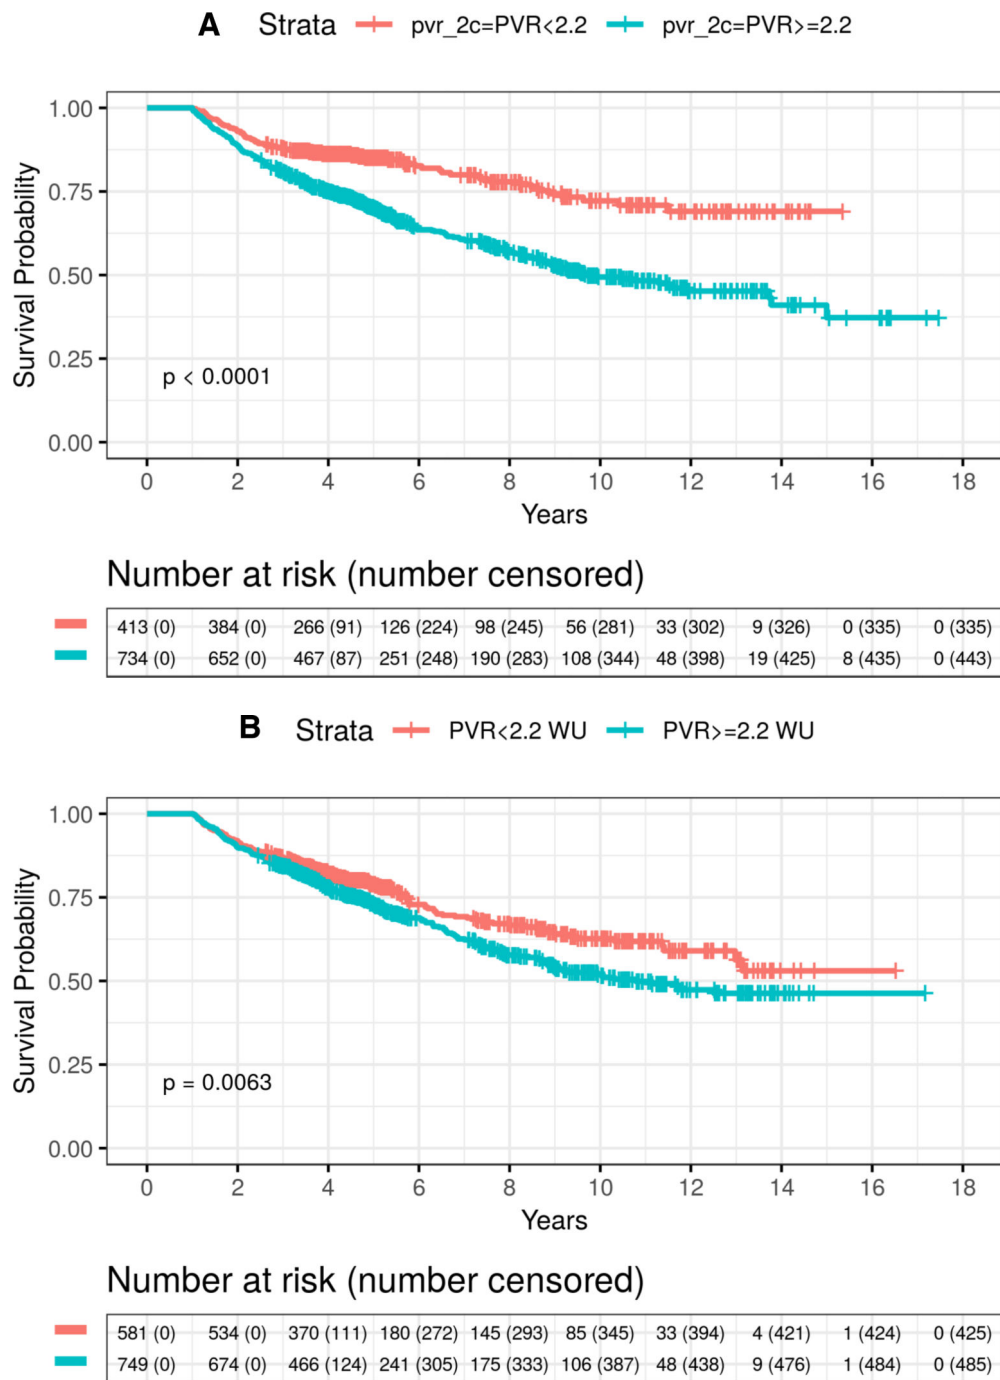 A Strata pvr_2c=PVR<2.2 pvr_2c=PVR>=2.2
1.00
0.75
0.50
0.25
0.00
Survival Probability
p < 0.0001
0 2 4 6 8 10 12 14 16 18
Years
Number at risk (number censored)
413 (0) 384 (0) 266 (91) 126 (224) 98 (245) 56 (281) 33 (302) 9 (326) 0 (335) 0 (335)
734 (0) 652 (0) 467 (87) 251 (248) 190 (283) 108 (344) 48 (398) 19 (425) 8 (435) 0 (443)
B Strata PVR<2.2 WU PVR>=2.2 WU
1.00
0.75
0.50
0.25
0.00
Survival Probability
p = 0.0063
0 2 4 6 8 10 12 14 16 18
Years
Number at risk (number censored)
581 (0) 534 (0) 370 (111) 180 (272) 145 (293) 85 (345) 33 (394) 4 (421) 1 (424) 0 (425)
749 (0) 674 (0) 466 (124) 241 (305) 175 (333) 106 (387) 48 (438) 9 (476) 1 (484) 0 (485)